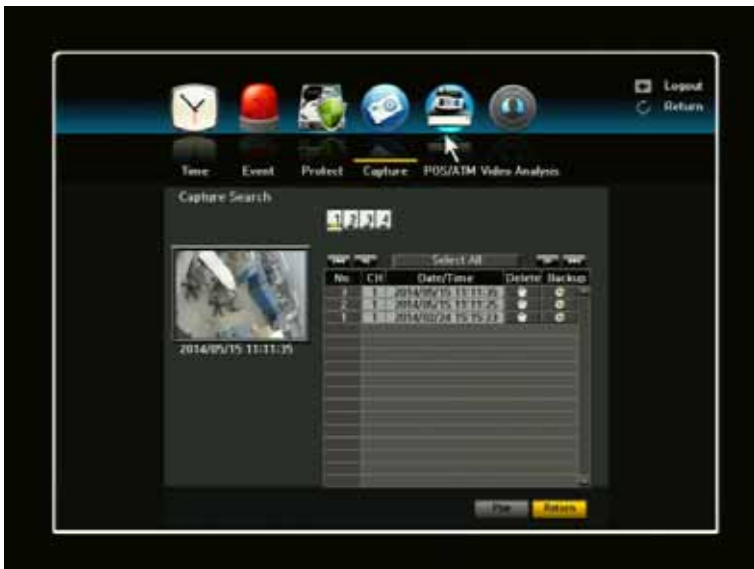 Logout
Return
Time Event Protect Capture POS/ATM Video Analysis
Capture Search
1 2 3 4
Select All
No CH Date/Time Delete Backup
3 1 2014/05/15 11:11:35
2 1 2014/05/15 11:11:25
1 1 2014/02/24 15:15:23
2014/05/15 11:11:35
Play Return